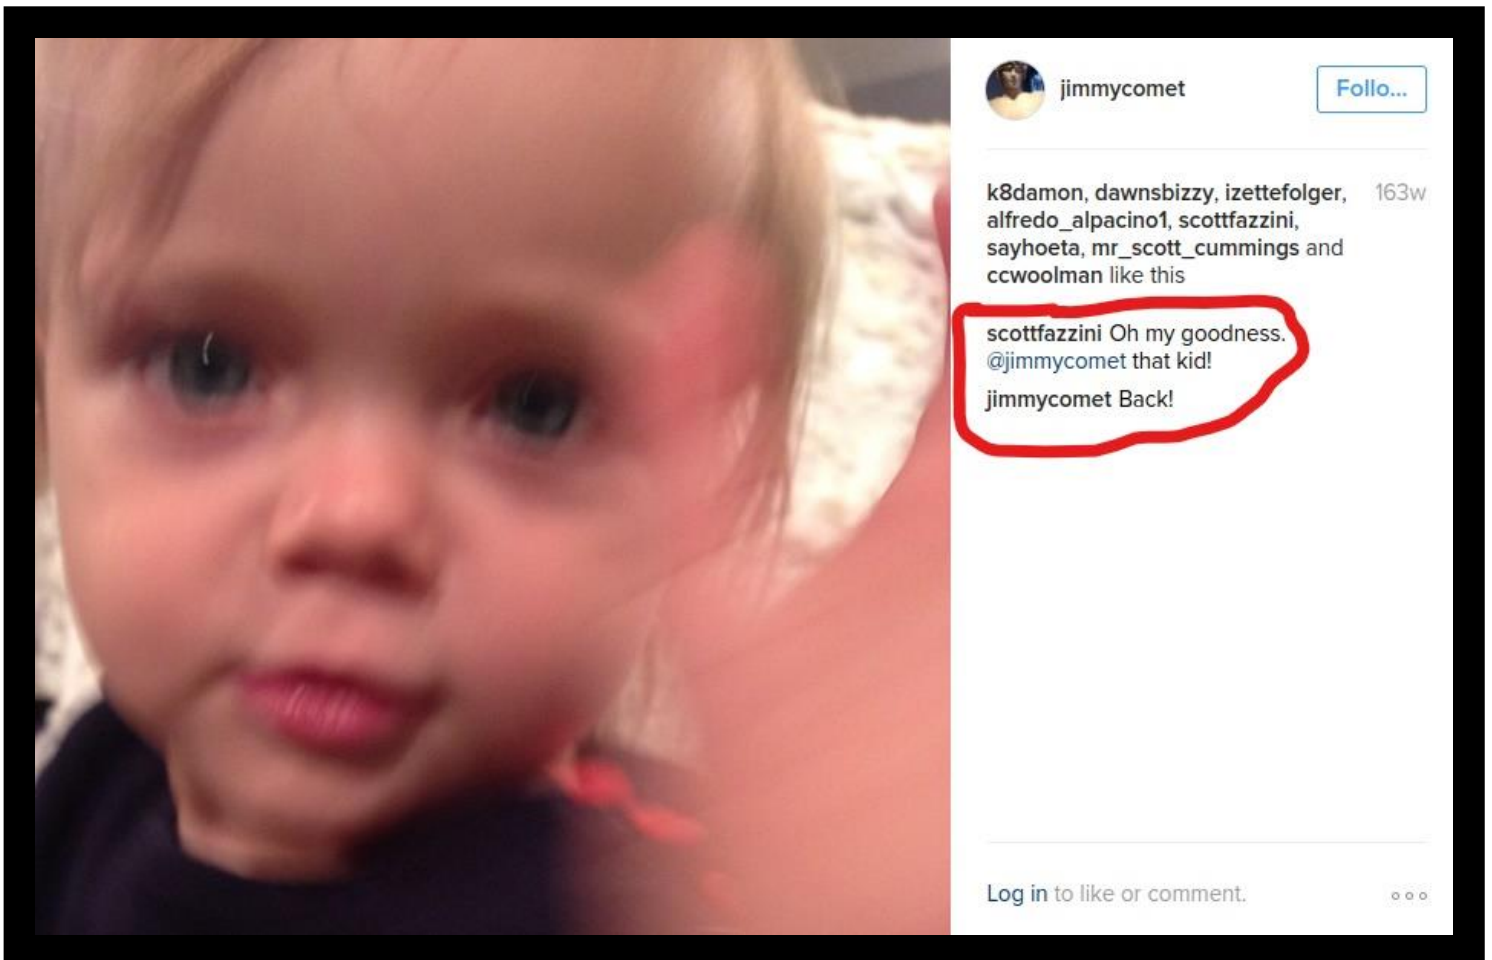 jimmycomet
Follo...
k8damon, dawnsbizzy, izettefolger, 163w
alfredo_alpacino1, scottfazzini,
sayhoeta, mr_scott_cummings and
ccwoolman like this
scottfazzini Oh my goodness.
@jimmycomet that kid!
jimmycomet Back!
Log in to like or comment.